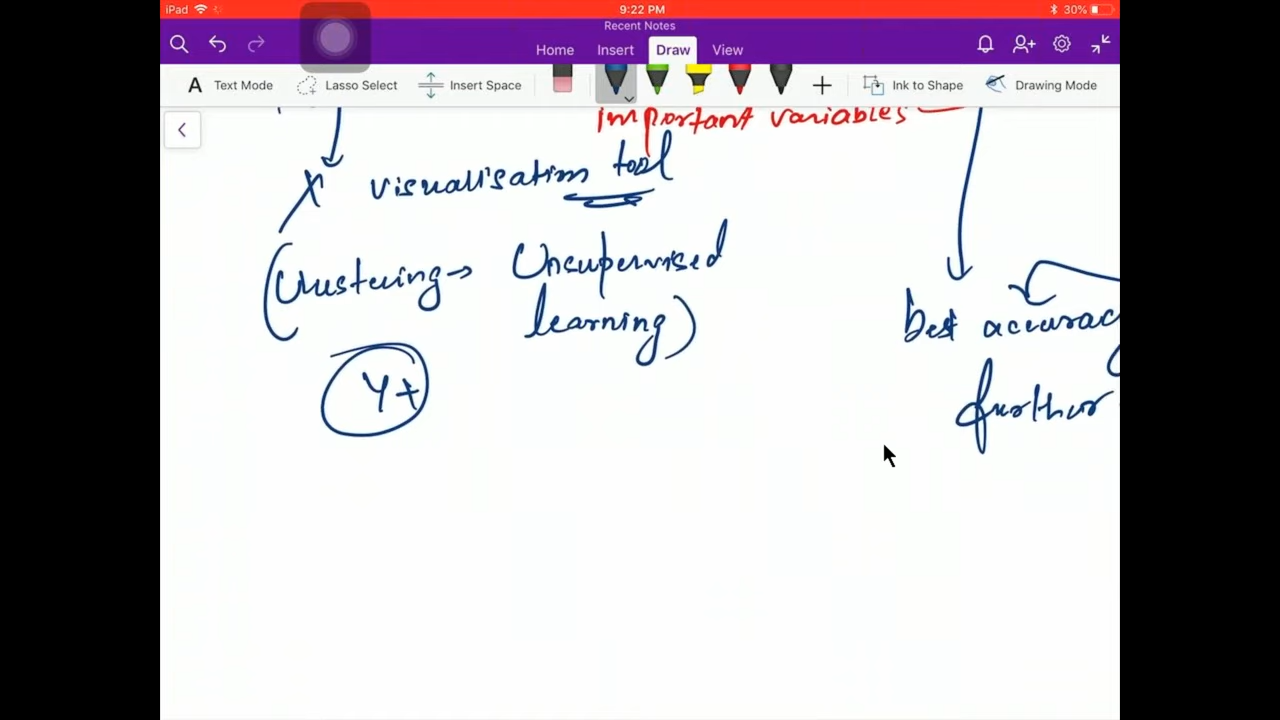 iPad 9:22 PM 30%
Recent Notes
Home Insert Draw View
A Text Mode Lasso Select Insert Space + Ink to Shape Drawing Mode
important variables
X visualisation tool
(Clustering → Unsupervised
learning)
Y+
best accurac
further